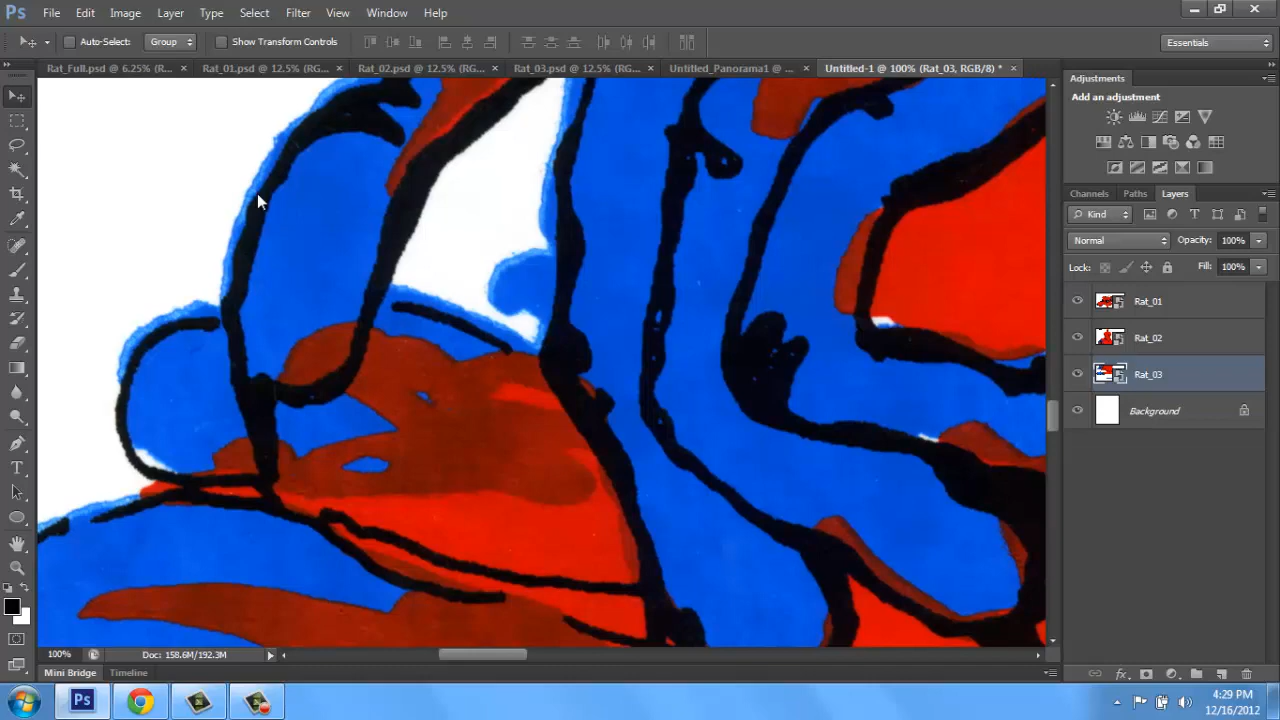 Ps File Edit Image Layer Type Select Filter View Window Help
Auto-Select: Group Show Transform Controls Essentials
Rat_Full.psd @ 6.25% (R... × Rat_01.psd @ 12.5% (RG... × Rat_02.psd @ 12.5% (RG... × Rat_03.psd @ 12.5% (RG... × Untitled_Panorama1 @ ... × Untitled-1 @ 100% (Rat_03, RGB/8) * ×
Adjustments
Add an adjustment
Channels Paths Layers
Kind
Normal Opacity: 100%
Lock: Fill: 100%
Rat_01
Rat_02
Rat_03
Background
100% Doc: 158.6M/192.3M
Mini Bridge Timeline
Ps 4:29 PM
12/16/2012